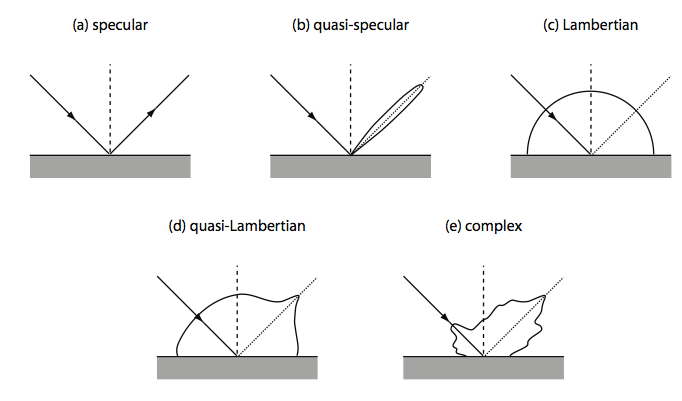 (a) specular
(b) quasi-specular
(c) Lambertian
(d) quasi-Lambertian
(e) complex